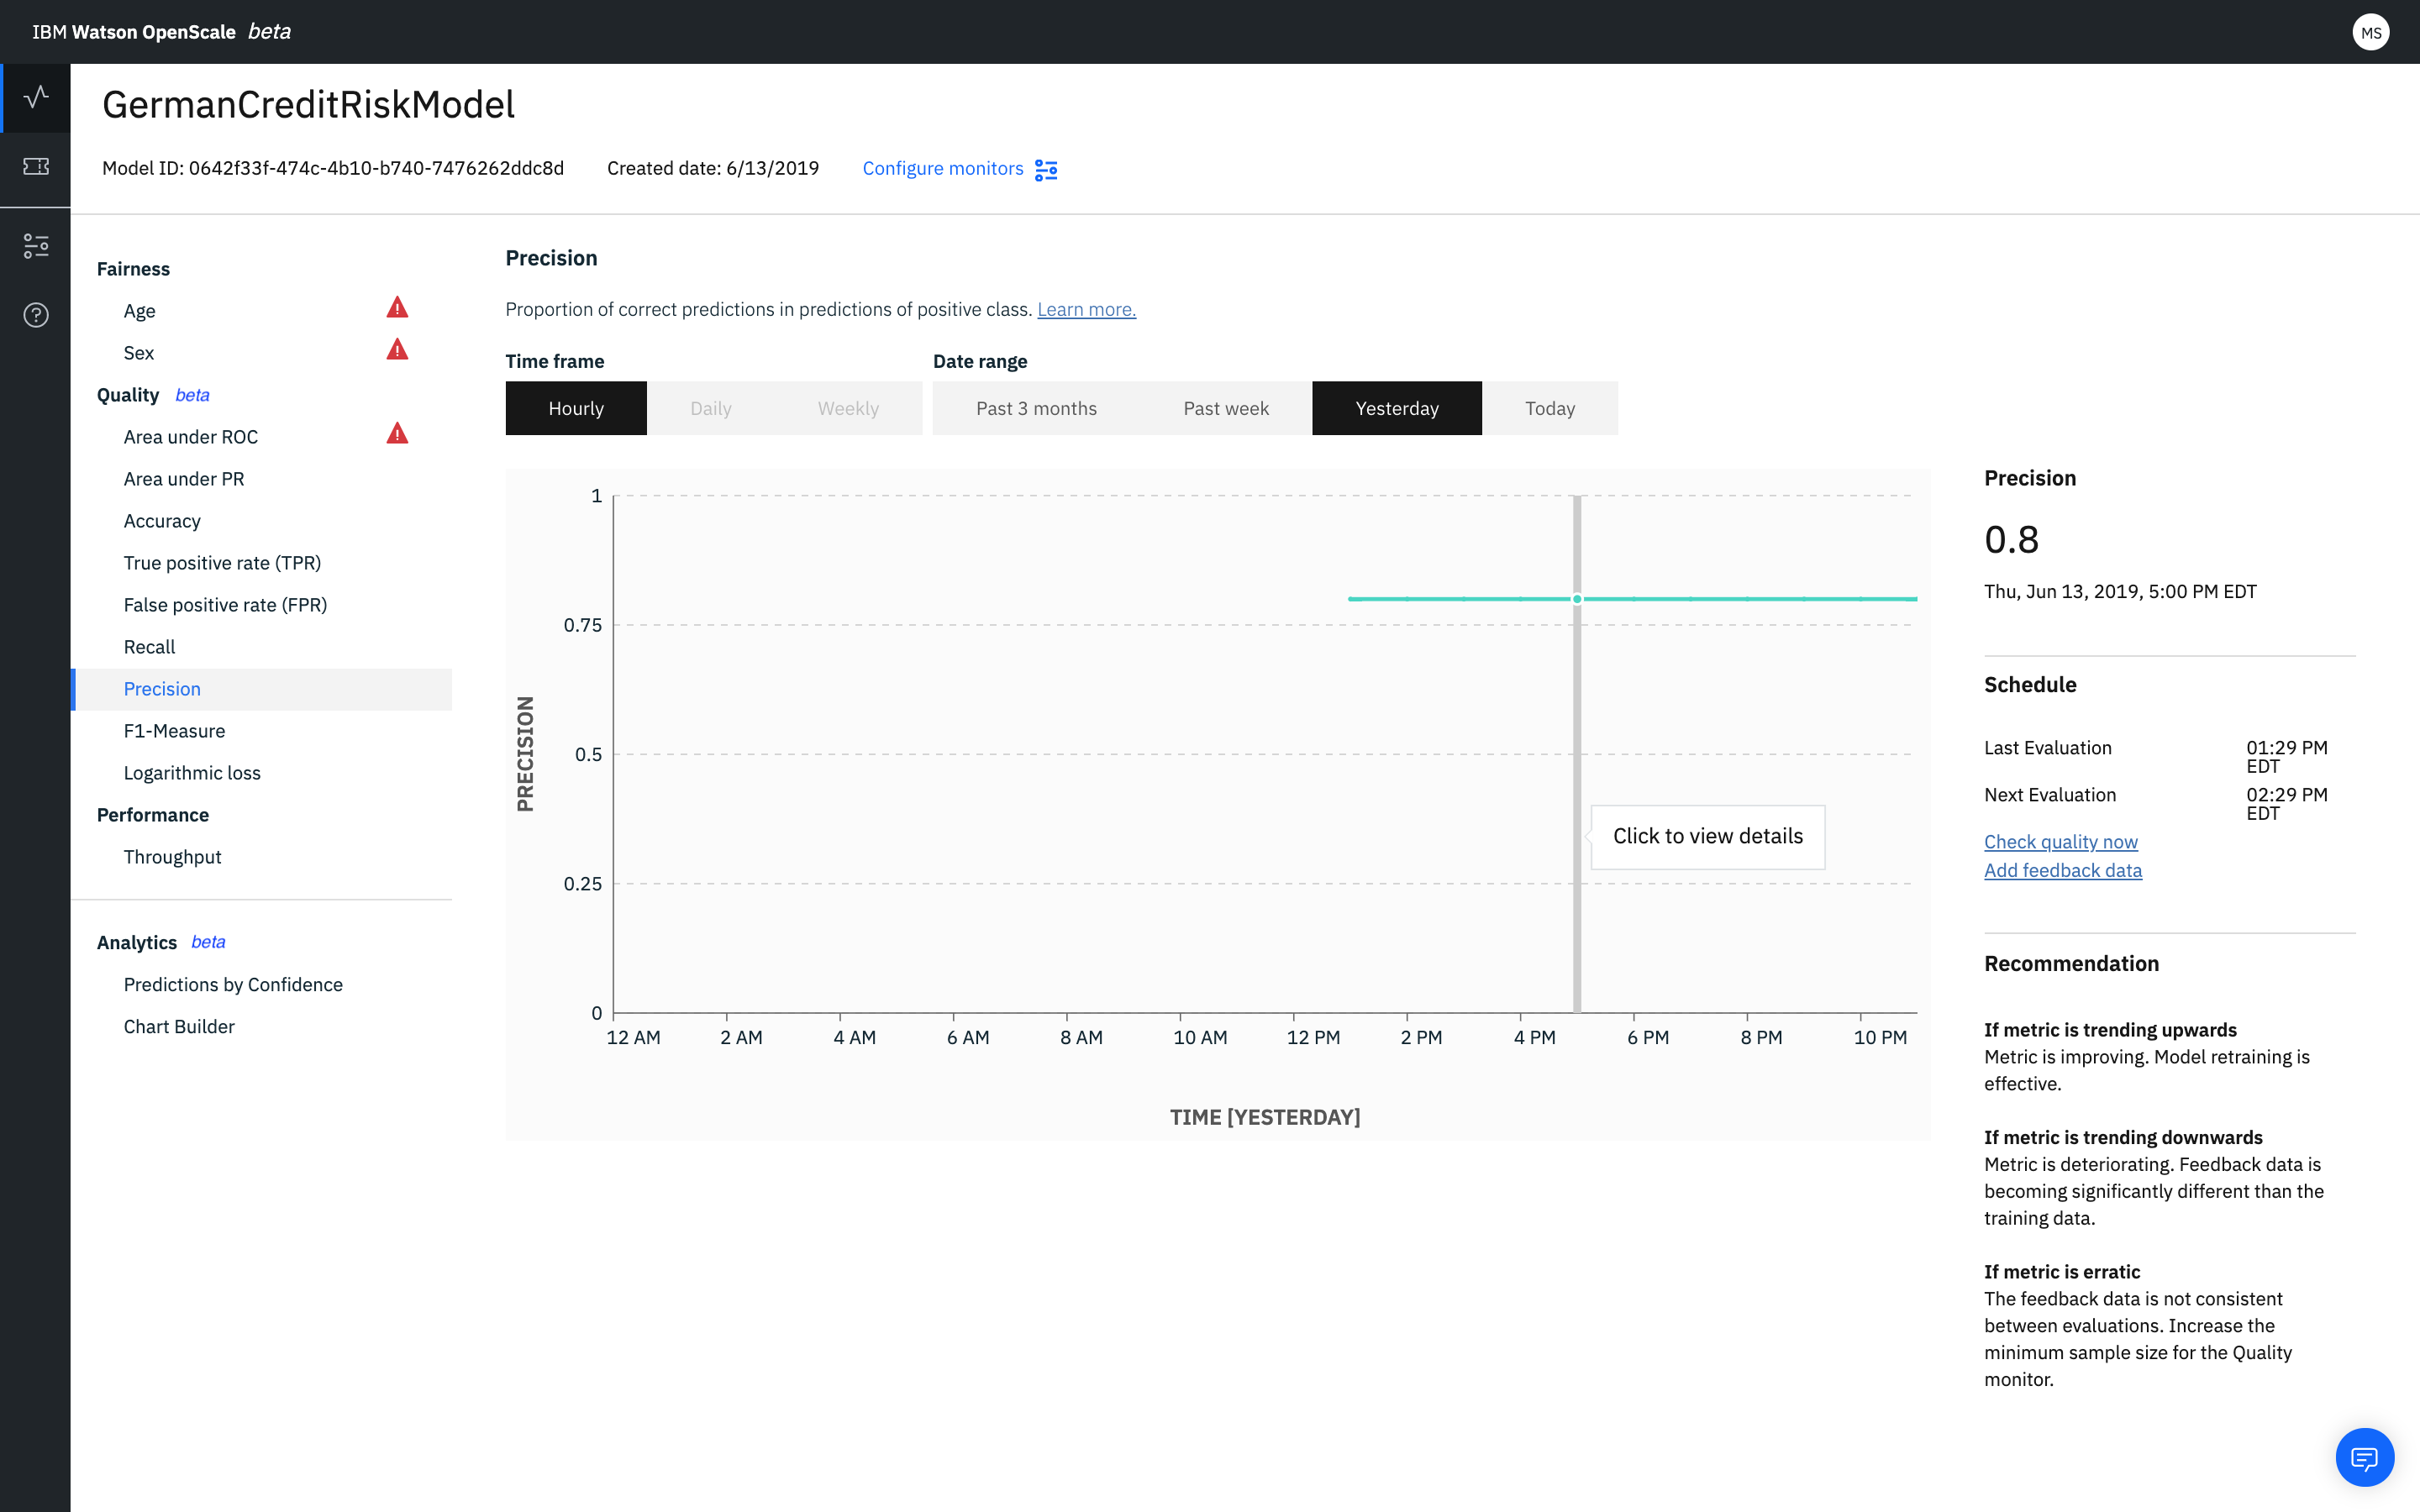 IBM Watson OpenScale beta
MS
GermanCreditRiskModel
Model ID: 0642f33f-474c-4b10-b740-7476262ddc8d
Created date: 6/13/2019
Configure monitors
Fairness
Age
Sex
Quality beta
Area under ROC
Area under PR
Accuracy
True positive rate (TPR)
False positive rate (FPR)
Recall
Precision
F1-Measure
Logarithmic loss
Performance
Throughput
Analytics beta
Predictions by Confidence
Chart Builder
Precision
Proportion of correct predictions in predictions of positive class. Learn more.
Time frame
Hourly Daily Weekly
Date range
Past 3 months Past week Yesterday Today
PRECISION
1
0.75
0.5
0.25
0
12 AM 2 AM 4 AM 6 AM 8 AM 10 AM 12 PM 2 PM 4 PM 6 PM 8 PM 10 PM
TIME [YESTERDAY]
Click to view details
Precision
0.8
Thu, Jun 13, 2019, 5:00 PM EDT
Schedule
Last Evaluation 01:29 PM
EDT
Next Evaluation 02:29 PM
EDT
Check quality now
Add feedback data
Recommendation
If metric is trending upwards
Metric is improving. Model retraining is
effective.
If metric is trending downwards
Metric is deteriorating. Feedback data is
becoming significantly different than the
training data.
If metric is erratic
The feedback data is not consistent
between evaluations. Increase the
minimum sample size for the Quality
monitor.